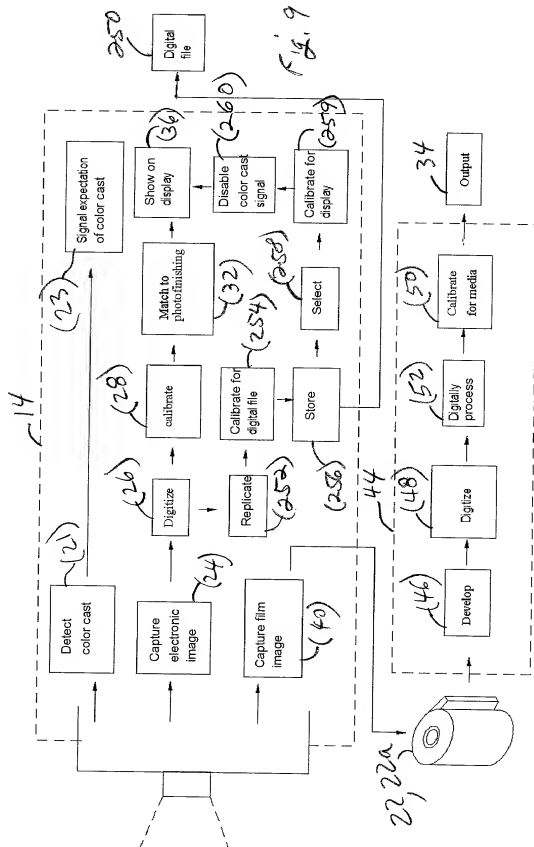 Fig. 9
14
Detect
color cast
(21)
Signal expectation
of color cast
(23)
Capture
electronic
image
(24)
Digitize
(26)
calibrate
(28)
Match to
photofinishing
(32)
Show on
display
(36)
Digital
file
250
Replicate
(252)
Calibrate for
digital file
(254)
Disable
color cast
signal
(260)
Capture film
image
(40)
Store
(256)
Select
(258)
Calibrate for
display
(259)
22, 22a
44
Develop
(46)
Digitize
(48)
Digitally
process
(52)
Calibrate
for media
(50)
Output
34